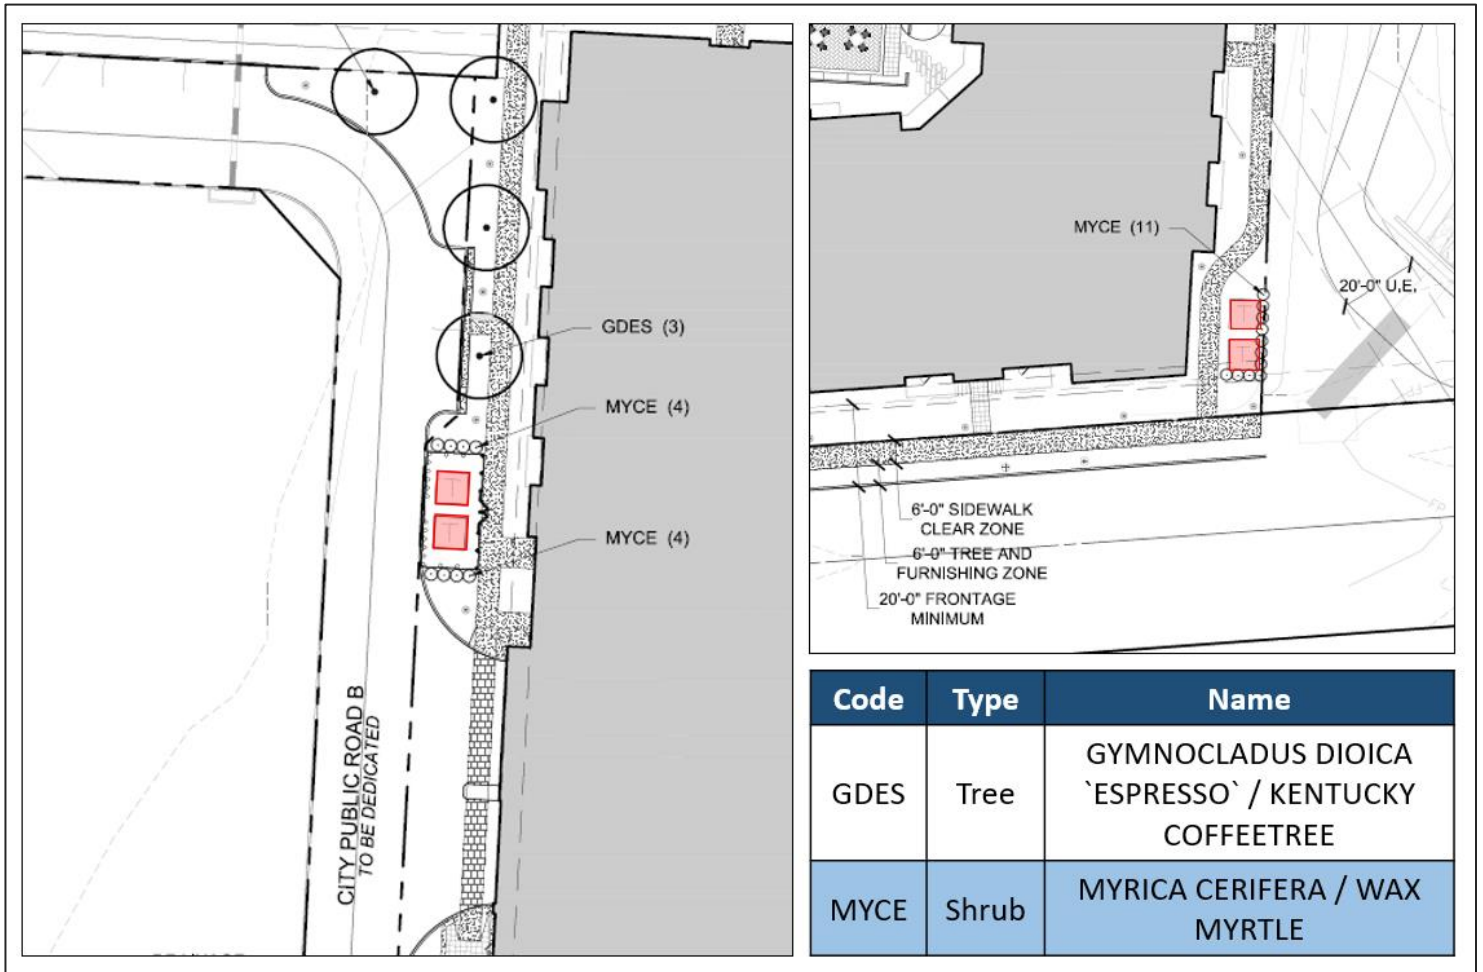 GDES (3)
MYCE (4)
MYCE (4)
CITY PUBLIC ROAD B
TO BE DEDICATED
MYCE (11)
20'-0" U.E.
6'-0" SIDEWALK
CLEAR ZONE
6'-0" TREE AND
FURNISHING ZONE
20'-0" FRONTAGE
MINIMUM
FP
FP
T
T
T
T
Code Type Name
GDES Tree GYMNOCLADUS DIOICA
`ESPRESSO` / KENTUCKY
COFFEETREE
MYCE Shrub MYRICA CERIFERA / WAX
MYRTLE